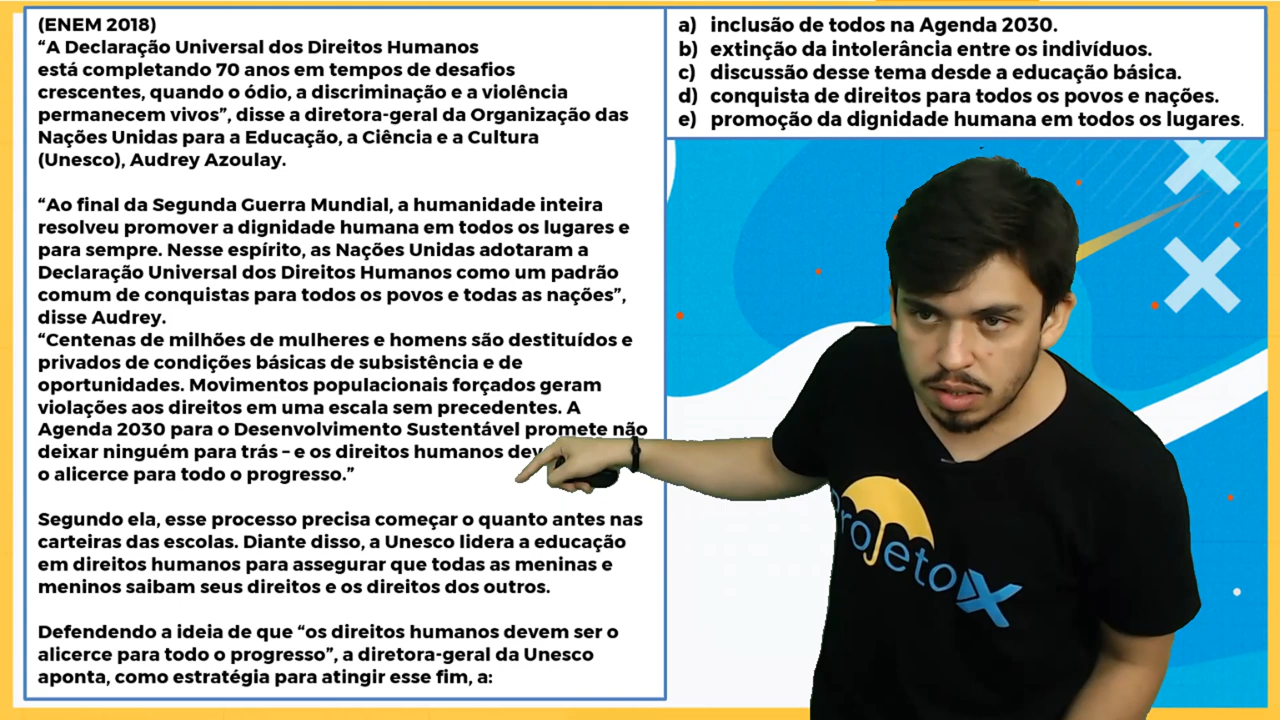 (ENEM 2018)
“A Declaração Universal dos Direitos Humanos
está completando 70 anos em tempos de desafios
crescentes, quando o ódio, a discriminação e a violência
permanecem vivos”, disse a diretora-geral da Organização das
Nações Unidas para a Educação, a Ciência e a Cultura
(Unesco), Audrey Azoulay.
“Ao final da Segunda Guerra Mundial, a humanidade inteira
resolveu promover a dignidade humana em todos os lugares e
para sempre. Nesse espírito, as Nações Unidas adotaram a
Declaração Universal dos Direitos Humanos como um padrão
comum de conquistas para todos os povos e todas as nações”,
disse Audrey.
“Centenas de milhões de mulheres e homens são destituídos e
privados de condições básicas de subsistência e de
oportunidades. Movimentos populacionais forçados geram
violações aos direitos em uma escala sem precedentes. A
Agenda 2030 para o Desenvolvimento Sustentável promete não
deixar ninguém para trás – e os direitos humanos
o alicerce para todo o progresso.”
Segundo ela, esse processo precisa começar o quanto antes nas
carteiras das escolas. Diante disso, a Unesco lidera a educação
em direitos humanos para assegurar que todas as meninas e
meninos saibam seus direitos e os direitos dos outros.
Defendendo a ideia de que “os direitos humanos devem ser o
alicerce para todo o progresso”, a diretora-geral da Unesco
aponta, como estratégia para atingir esse fim, a:
a) inclusão de todos na Agenda 2030.
b) extinção da intolerância entre os indivíduos.
c) discussão desse tema desde a educação básica.
d) conquista de direitos para todos os povos e nações.
e) promoção da dignidade humana em todos os lugares.
projeto X